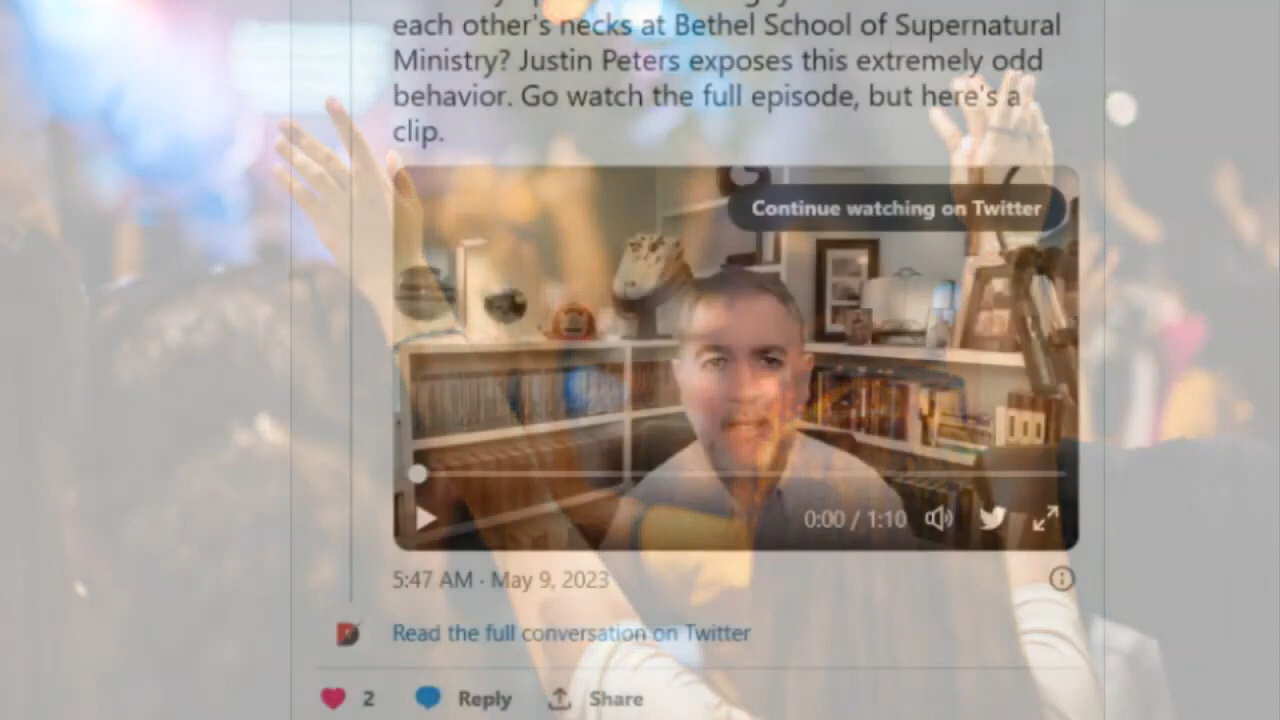 each other's necks at Bethel School of Supernatural
Ministry? Justin Peters exposes this extremely odd
behavior. Go watch the full episode, but here's a
clip.
Continue watching on Twitter
0:00 / 1:10
5:47 AM · May 9, 2023
Read the full conversation on Twitter
2 Reply Share